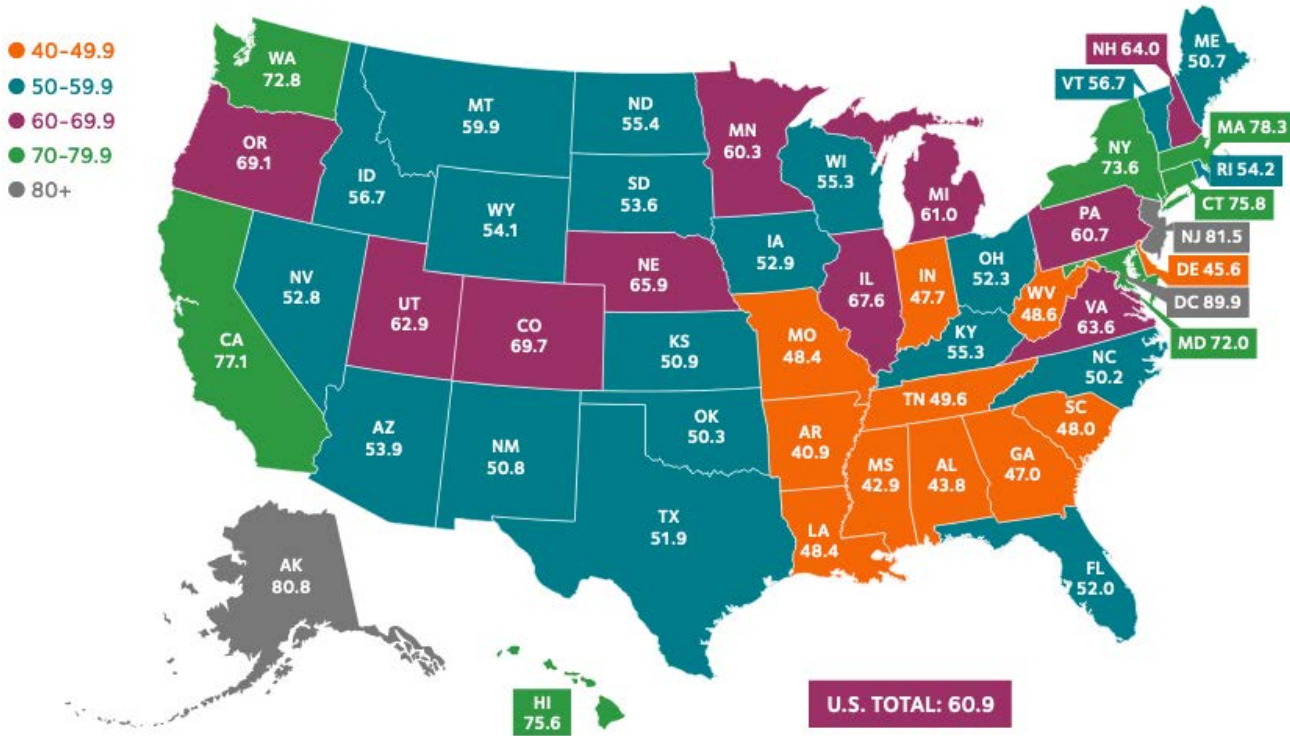 40-49.9
50-59.9
60-69.9
70-79.9
80+
WA
72.8
OR
69.1
CA
77.1
NV
52.8
ID
56.7
MT
59.9
WY
54.1
UT
62.9
CO
69.7
AZ
53.9
NM
50.8
ND
55.4
SD
53.6
NE
65.9
KS
50.9
OK
50.3
TX
51.9
MN
60.3
IA
52.9
MO
48.4
AR
40.9
LA
48.4
WI
55.3
IL
67.6
MI
61.0
IN
47.7
OH
52.3
KY
55.3
TN 49.6
MS
42.9
AL
43.8
GA
47.0
FL
52.0
SC
48.0
NC
50.2
VA
63.6
WV
48.6
PA
60.7
NY
73.6
VT 56.7
NH 64.0
ME
50.7
MA 78.3
RI 54.2
CT 75.8
NJ 81.5
DE 45.6
DC 89.9
MD 72.0
AK
80.8
HI
75.6
U.S. TOTAL: 60.9